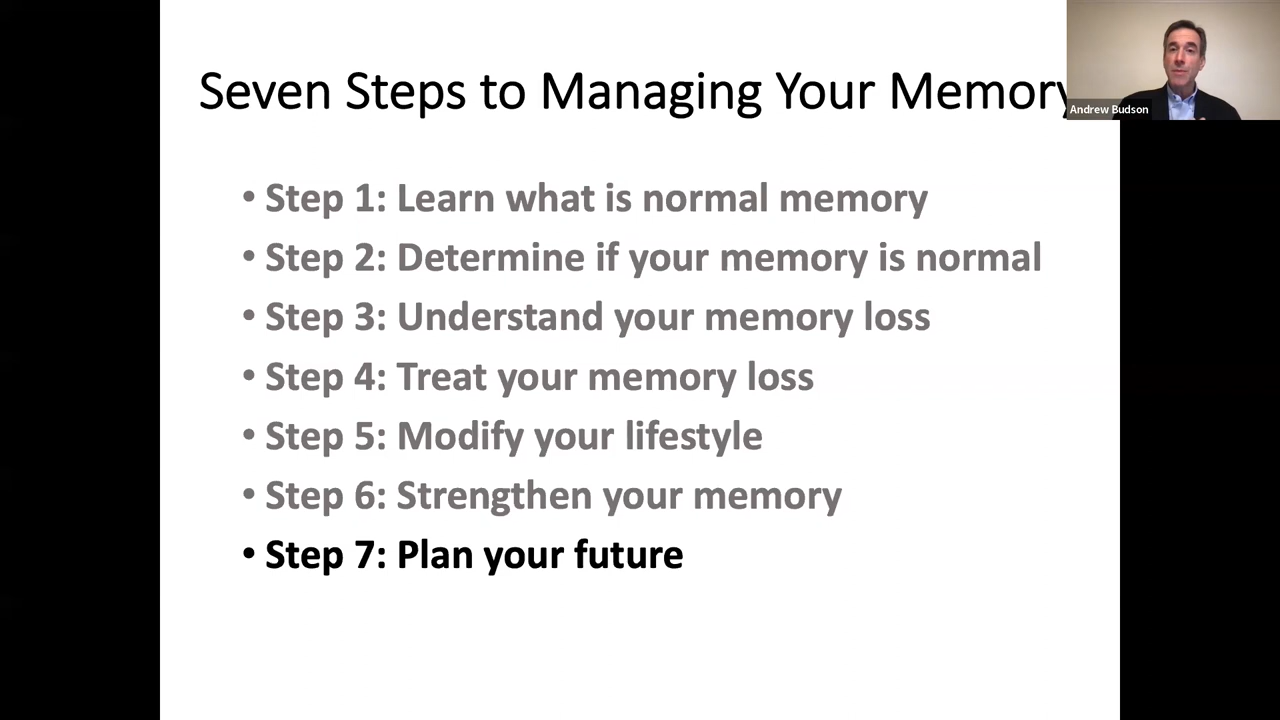 Seven Steps to Managing Your Memory
Andrew Budson
• Step 1: Learn what is normal memory
• Step 2: Determine if your memory is normal
• Step 3: Understand your memory loss
• Step 4: Treat your memory loss
• Step 5: Modify your lifestyle
• Step 6: Strengthen your memory
• Step 7: Plan your future